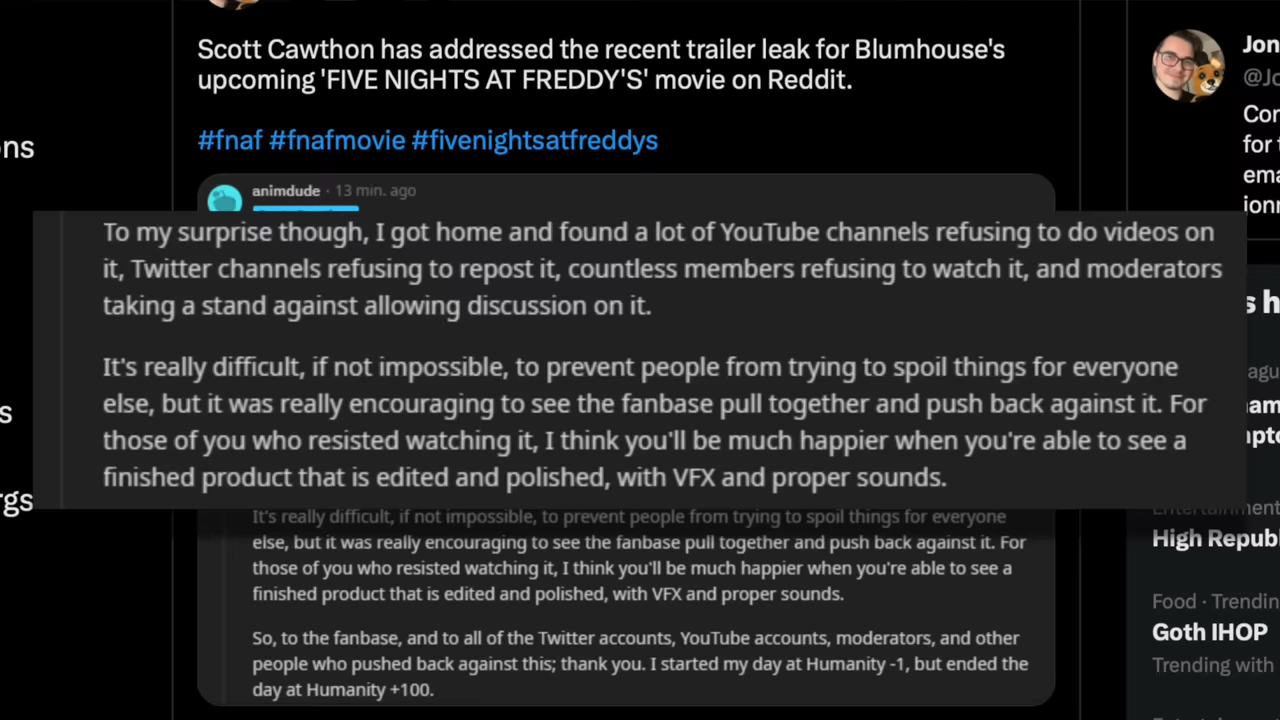 Scott Cawthon has addressed the recent trailer leak for Blumhouse's
upcoming 'FIVE NIGHTS AT FREDDY'S' movie on Reddit.
#fnaf #fnafmovie #fivenightsatfreddys
animdude · 13 min. ago
To my surprise though, I got home and found a lot of YouTube channels refusing to do videos on
it, Twitter channels refusing to repost it, countless members refusing to watch it, and moderators
taking a stand against allowing discussion on it.
It's really difficult, if not impossible, to prevent people from trying to spoil things for everyone
else, but it was really encouraging to see the fanbase pull together and push back against it. For
those of you who resisted watching it, I think you'll be much happier when you're able to see a
finished product that is edited and polished, with VFX and proper sounds.
It's really difficult, if not impossible, to prevent people from trying to spoil things for everyone
else, but it was really encouraging to see the fanbase pull together and push back against it. For
those of you who resisted watching it, I think you'll be much happier when you're able to see a
finished product that is edited and polished, with VFX and proper sounds.
So, to the fanbase, and to all of the Twitter accounts, YouTube accounts, moderators, and other
people who pushed back against this; thank you. I started my day at Humanity -1, but ended the
day at Humanity +100.
Jon
@Jo
Con
for t
ema
jonr
s h
agu
am
pto
Entertainment
High Republ
Food · Trendin
Goth IHOP
Trending with
ons
s
rgs